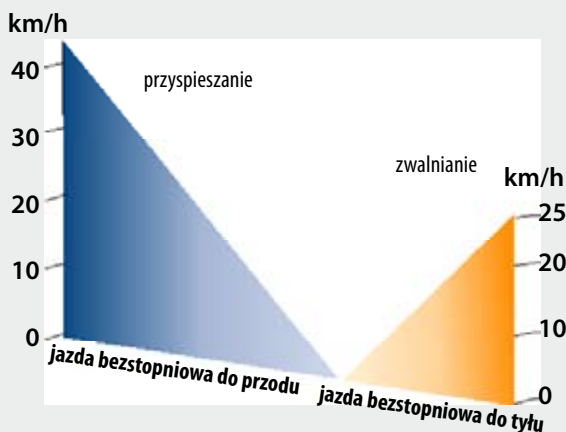 km/h
40
30
20
10
0
przyspieszanie
zwalnianie
km/h
25
20
10
0
jazda bezstopniowa do przodu
jazda bezstopniowa do tyłu